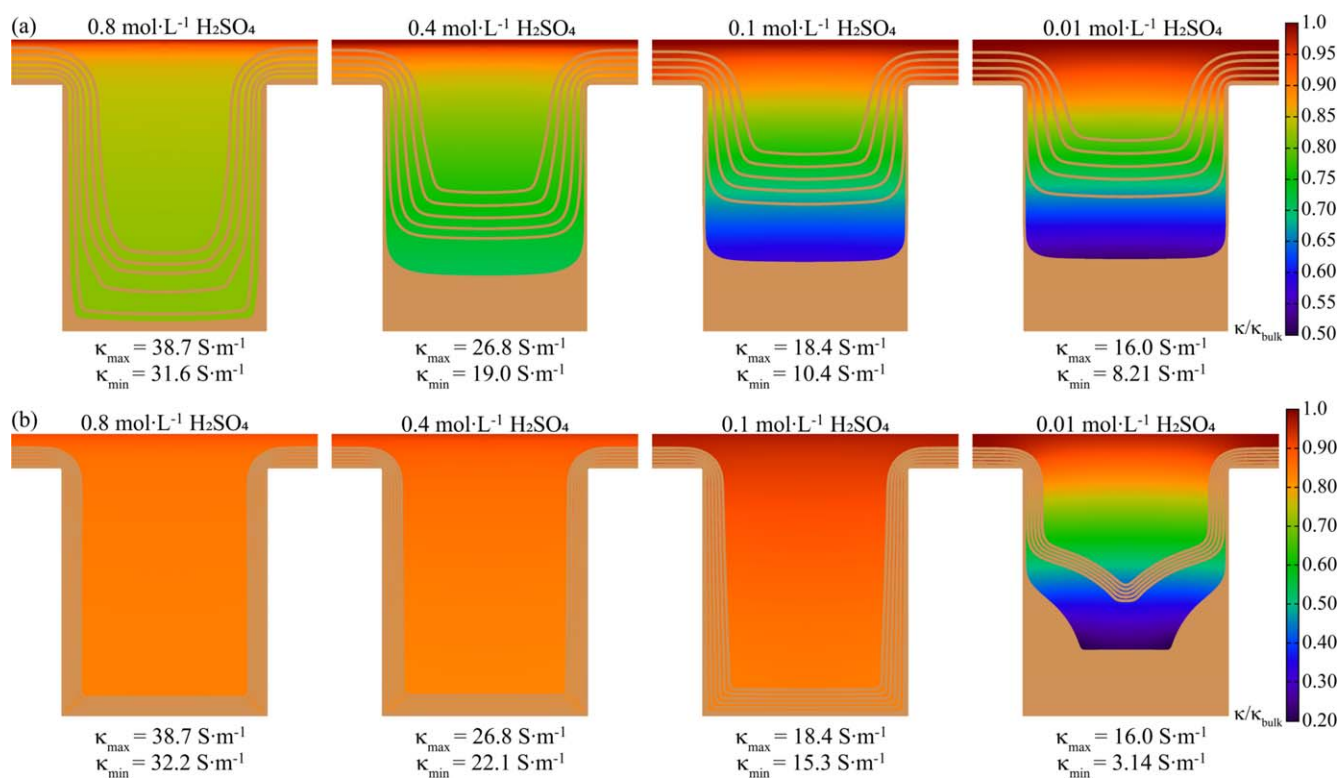 (a)
0.8 mol·L⁻¹ H₂SO₄ 0.4 mol·L⁻¹ H₂SO₄ 0.1 mol·L⁻¹ H₂SO₄ 0.01 mol·L⁻¹ H₂SO₄
1.0
0.95
0.90
0.85
0.80
0.75
0.70
0.65
0.60
0.55
0.50
κ/κbulk
κmax = 38.7 S·m⁻¹ κmax = 26.8 S·m⁻¹ κmax = 18.4 S·m⁻¹ κmax = 16.0 S·m⁻¹
κmin = 31.6 S·m⁻¹ κmin = 19.0 S·m⁻¹ κmin = 10.4 S·m⁻¹ κmin = 8.21 S·m⁻¹
(b)
0.8 mol·L⁻¹ H₂SO₄ 0.4 mol·L⁻¹ H₂SO₄ 0.1 mol·L⁻¹ H₂SO₄ 0.01 mol·L⁻¹ H₂SO₄
1.0
0.90
0.80
0.70
0.60
0.50
0.40
0.30
0.20
κ/κbulk
κmax = 38.7 S·m⁻¹ κmax = 26.8 S·m⁻¹ κmax = 18.4 S·m⁻¹ κmax = 16.0 S·m⁻¹
κmin = 32.2 S·m⁻¹ κmin = 22.1 S·m⁻¹ κmin = 15.3 S·m⁻¹ κmin = 3.14 S·m⁻¹